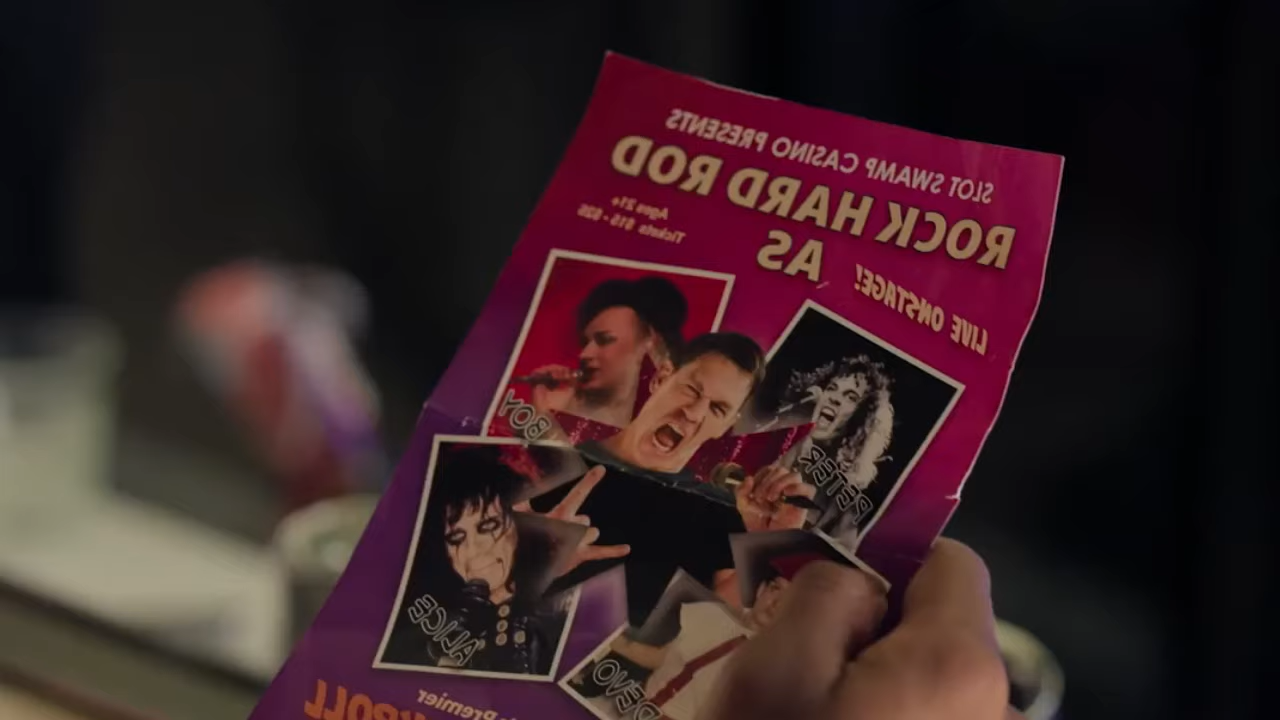 SLOT SWAMP CASINO PRESENTS
ROCK HARD ROD
AS
LIVE ONSTAGE!
Ages 21+
Tickets $15 - $25
BOY
PETER
ALICE
DEVO
Premier